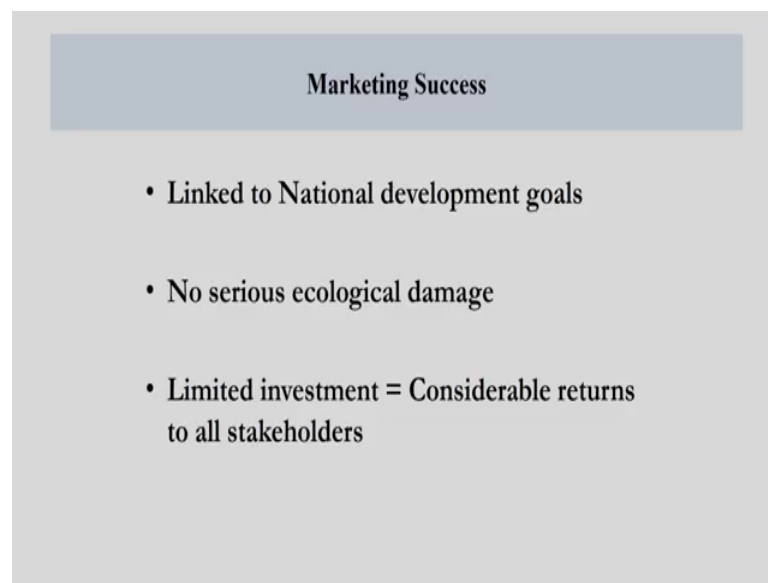 Marketing Success
• Linked to National development goals
• No serious ecological damage
• Limited investment = Considerable returns
to all stakeholders